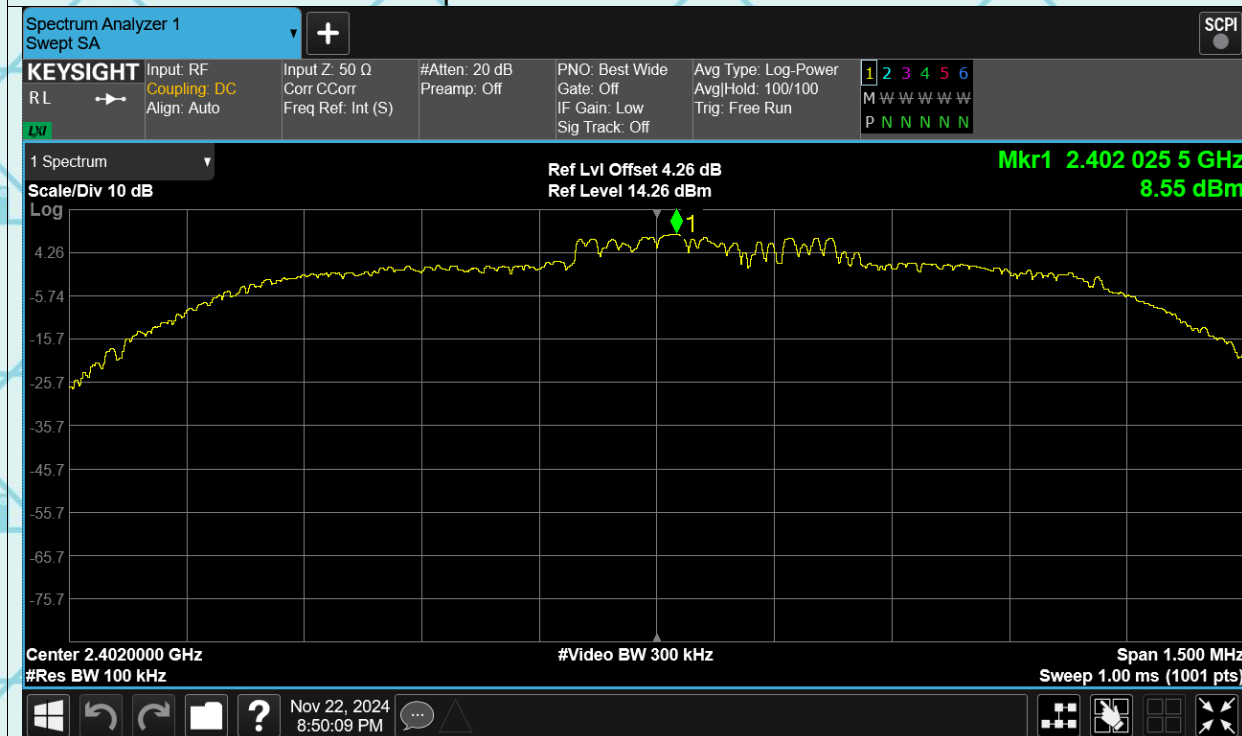 Spectrum Analyzer 1
Swept SA
+
SCPI
KEYSIGHT
RL
LXI
Input: RF
Coupling: DC
Align: Auto
Input Z: 50 Ω
Corr CCorr
Freq Ref: Int (S)
#Atten: 20 dB
Preamp: Off
PNO: Best Wide
Gate: Off
IF Gain: Low
Sig Track: Off
Avg Type: Log-Power
Avg|Hold: 100/100
Trig: Free Run
1 2 3 4 5 6
M W W W W W
P N N N N N
1 Spectrum
Scale/Div 10 dB
Ref Lvl Offset 4.26 dB
Ref Level 14.26 dBm
Mkr1 2.402 025 5 GHz
8.55 dBm
Log
1
4.26
-5.74
-15.7
-25.7
-35.7
-45.7
-55.7
-65.7
-75.7
Center 2.4020000 GHz
#Video BW 300 kHz
Span 1.500 MHz
#Res BW 100 kHz
Sweep 1.00 ms (1001 pts)
?
Nov 22, 2024
8:50:09 PM